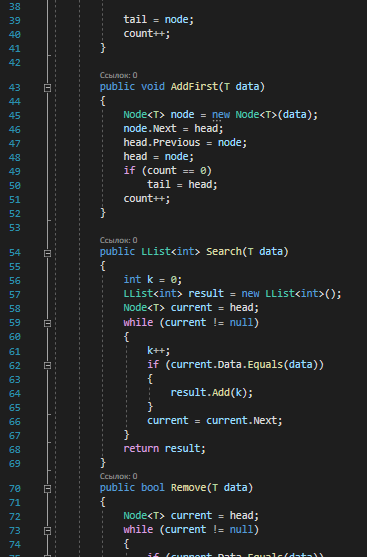 38
39 tail = node;
40 count++;
41 }
42
Ссылок: 0
43 public void AddFirst(T data)
44 {
45 Node<T> node = new Node<T>(data);
46 node.Next = head;
47 head.Previous = node;
48 head = node;
49 if (count == 0)
50 tail = head;
51 count++;
52 }
53
Ссылок: 0
54 public LList<int> Search(T data)
55 {
56 int k = 0;
57 LList<int> result = new LList<int>();
58 Node<T> current = head;
59 while (current != null)
60 {
61 k++;
62 if (current.Data.Equals(data))
63 {
64 result.Add(k);
65 }
66 current = current.Next;
67 }
68 return result;
69 }
Ссылок: 0
70 public bool Remove(T data)
71 {
72 Node<T> current = head;
73 while (current != null)
74 {
75 if (current.Data.Equals(data))